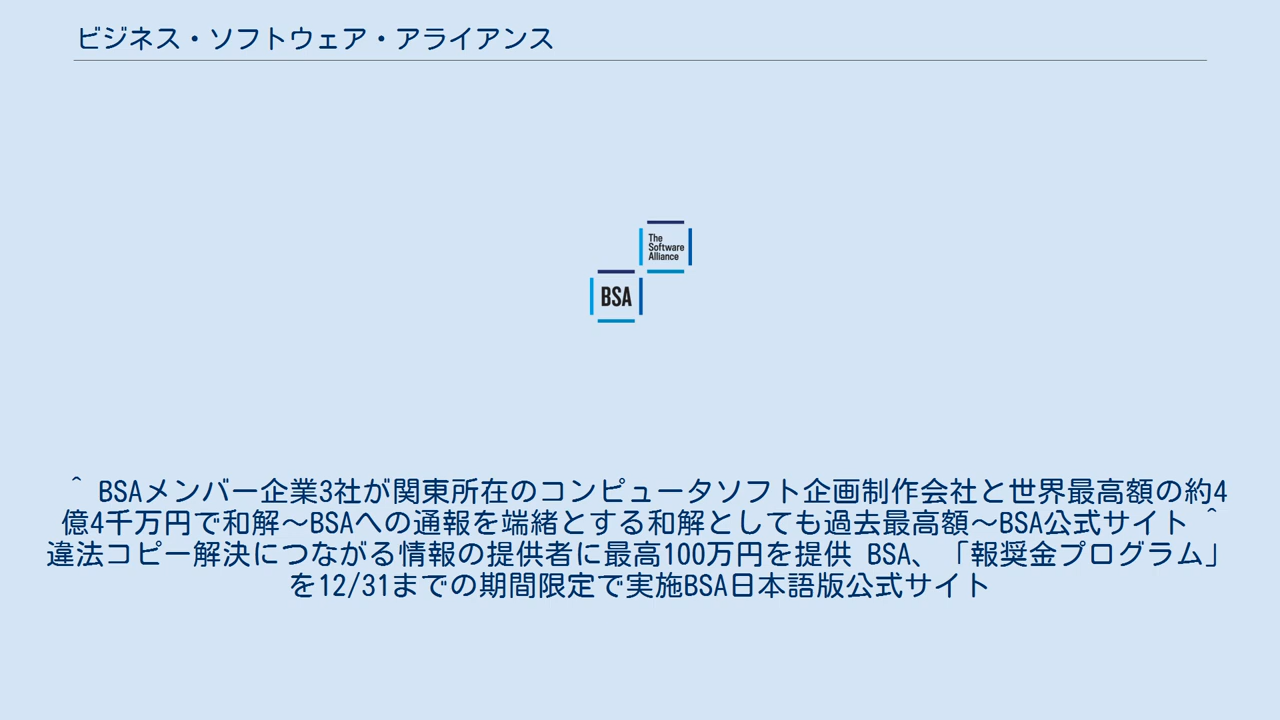 ビジネス・ソフトウェア・アライアンス
The
Software
Alliance
BSA
^ BSAメンバー企業3社が関東所在のコンピュータソフト企画制作会社と世界最高額の約4
億4千万円で和解～BSAへの通報を端緒とする和解としても過去最高額～BSA公式サイト ^
違法コピー解決につながる情報の提供者に最高100万円を提供 BSA、「報奨金プログラム」
を12/31までの期間限定で実施BSA日本語版公式サイト